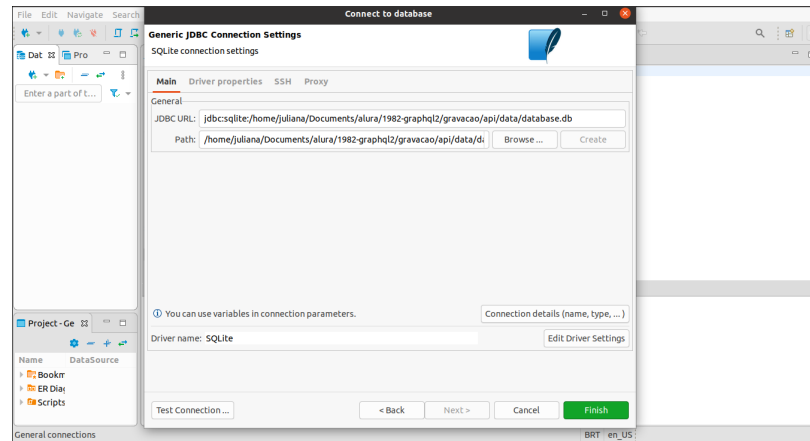 File Edit Navigate Search
Connect to database
Dat Pro
Enter a part of t...
Generic JDBC Connection Settings
SQLite connection settings
Main Driver properties SSH Proxy
General
JDBC URL: jdbc:sqlite:/home/juliana/Documents/alura/1982-graphql2/gravacao/api/data/database.db
Path: /home/juliana/Documents/alura/1982-graphql2/gravacao/api/data/da Browse ... Create
You can use variables in connection parameters. Connection details (name, type, ... )
Driver name: SQLite Edit Driver Settings
Project - Ge
Name DataSource
Bookm
ER Diag
Scripts
Test Connection ... < Back Next > Cancel Finish
General connections BRT en_US